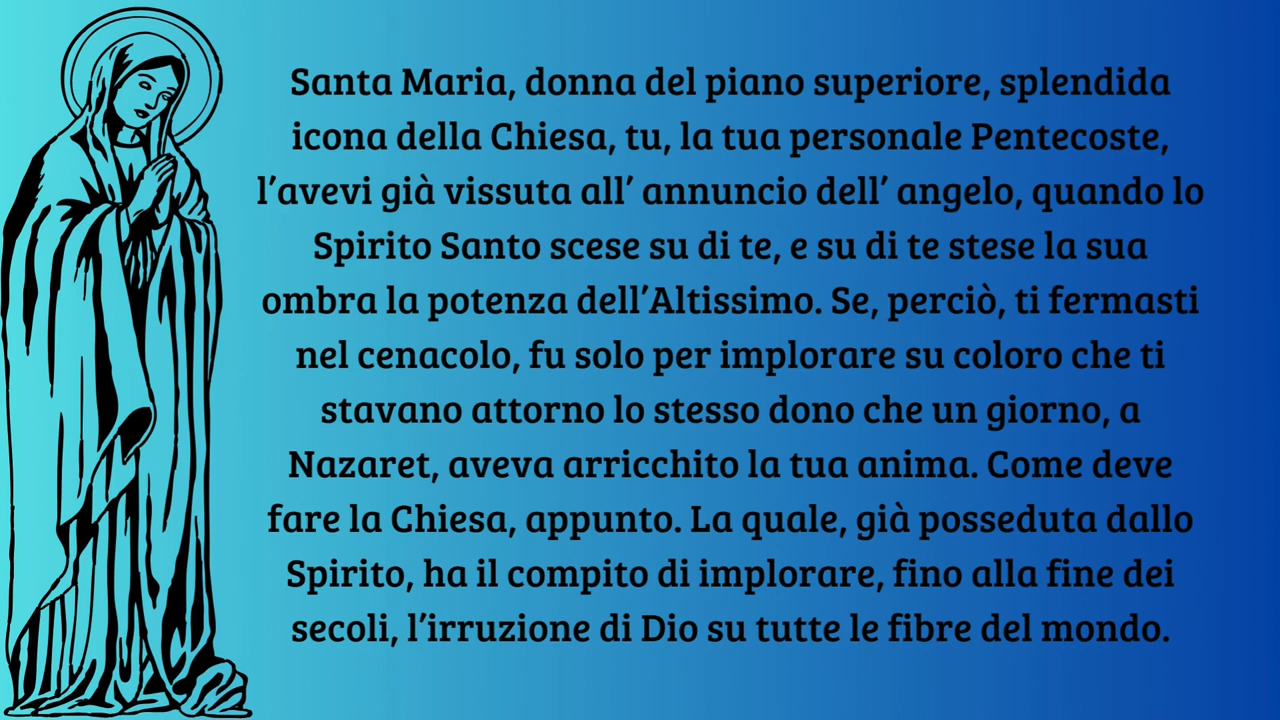 Santa Maria, donna del piano superiore, splendida
icona della Chiesa, tu, la tua personale Pentecoste,
l’avevi già vissuta all’ annuncio dell’ angelo, quando lo
Spirito Santo scese su di te, e su di te stese la sua
ombra la potenza dell’Altissimo. Se, perciò, ti fermasti
nel cenacolo, fu solo per implorare su coloro che ti
stavano attorno lo stesso dono che un giorno, a
Nazaret, aveva arricchito la tua anima. Come deve
fare la Chiesa, appunto. La quale, già posseduta dallo
Spirito, ha il compito di implorare, fino alla fine dei
secoli, l’irruzione di Dio su tutte le fibre del mondo.